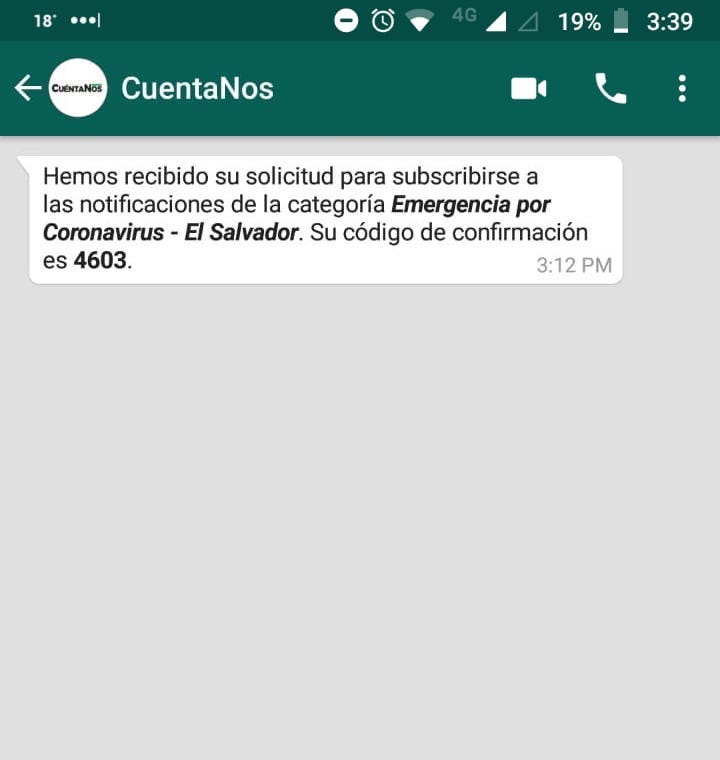 18° 4G 19% 3:39
CUÉNTANOS CuentaNos
Hemos recibido su solicitud para subscribirse a
las notificaciones de la categoría Emergencia por
Coronavirus - El Salvador. Su código de confirmación
es 4603.
3:12 PM